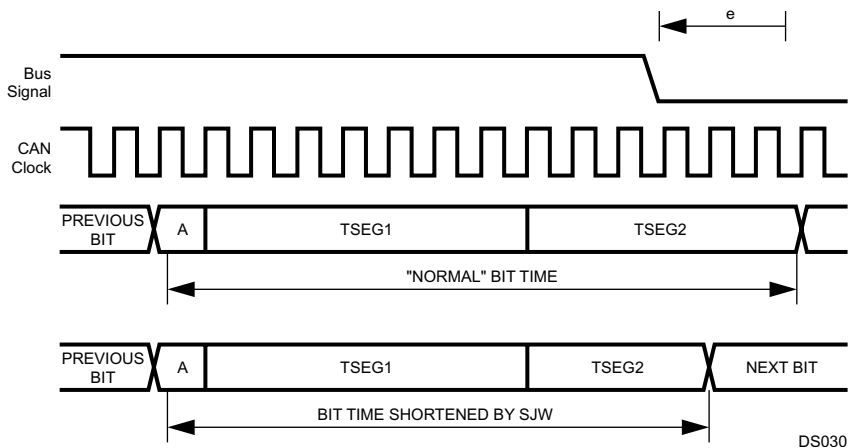 e
Bus
Signal
CAN
Clock
PREVIOUS
BIT
A
TSEG1
TSEG2
"NORMAL" BIT TIME
PREVIOUS
BIT
A
TSEG1
TSEG2
NEXT BIT
BIT TIME SHORTENED BY SJW
DS030